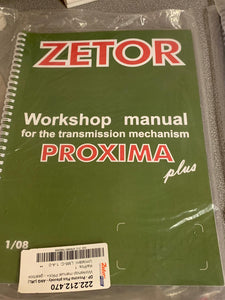 ZETOR
Workshop manual
for the transmission mechanism
PROXIMA
plus
1/08
222.212.470